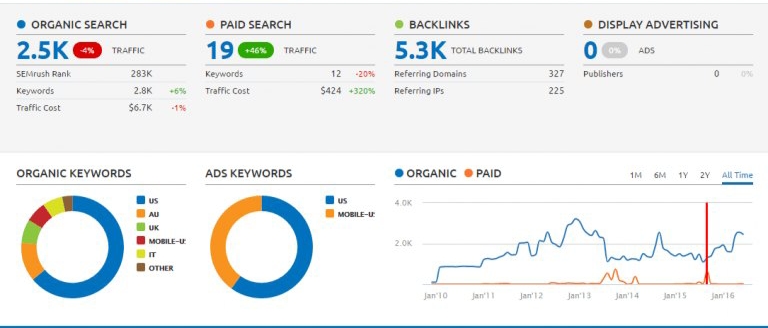 ORGANIC SEARCH
2.5K -4% TRAFFIC
SEMrush Rank 283K
Keywords 2.8K +6%
Traffic Cost $6.7K -1%
PAID SEARCH
19 +46% TRAFFIC
Keywords 12 -20%
Traffic Cost $424 +320%
BACKLINKS
5.3K TOTAL BACKLINKS
Referring Domains 327
Referring IPs 225
DISPLAY ADVERTISING
0 0% ADS
Publishers 0 0%
ORGANIC KEYWORDS
US
AU
UK
MOBILE-U
IT
OTHER
ADS KEYWORDS
US
MOBILE-U
ORGANIC PAID 1M 6M 1Y 2Y All Time
4.0K
2.0K
Jan'10 Jan'11 Jan'12 Jan'13 Jan'14 Jan'15 Jan'16